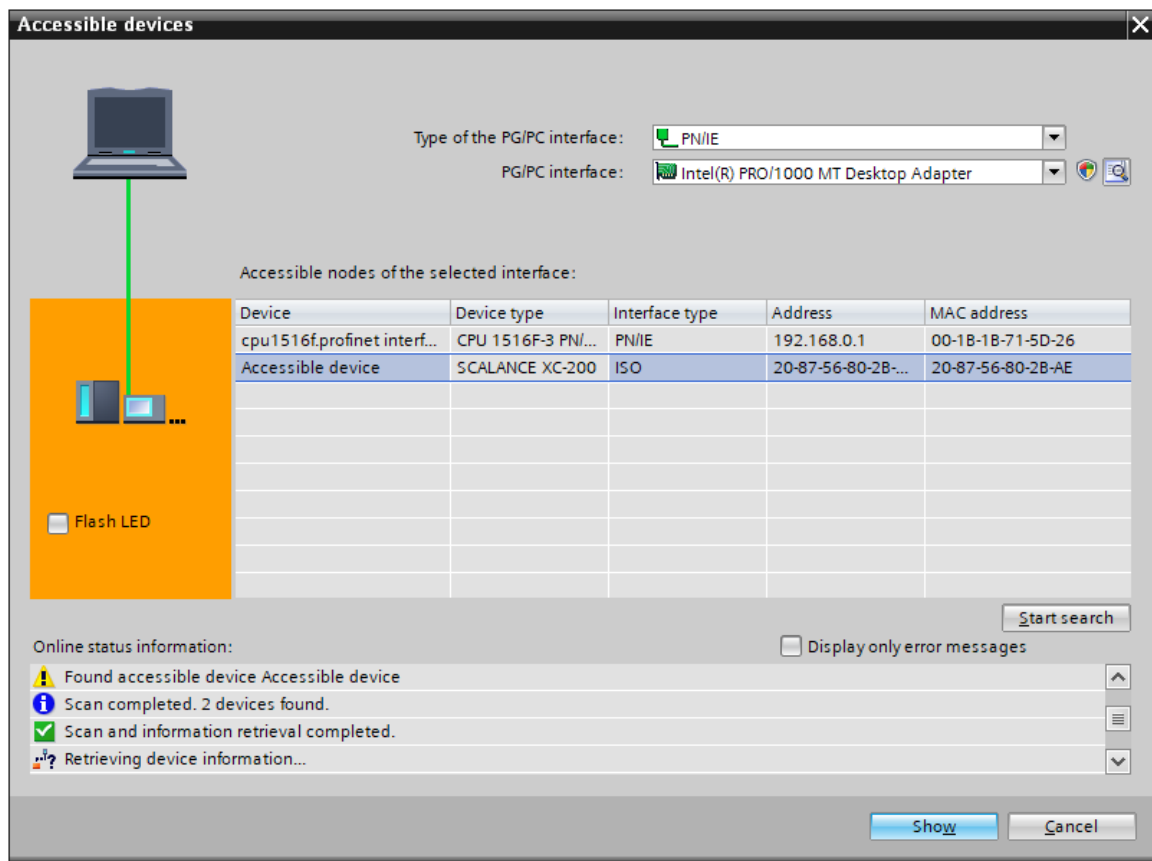 Accessible devices
Type of the PG/PC interface: PN/IE
PG/PC interface: Intel(R) PRO/1000 MT Desktop Adapter
Accessible nodes of the selected interface:
Device Device type Interface type Address MAC address
cpu1516f.profinet interf... CPU 1516F-3 PN/... PN/IE 192.168.0.1 00-1B-1B-71-5D-26
Accessible device SCALANCE XC-200 ISO 20-87-56-80-2B-... 20-87-56-80-2B-AE
Flash LED
Start search
Online status information: Display only error messages
Found accessible device Accessible device
Scan completed. 2 devices found.
Scan and information retrieval completed.
Retrieving device information...
Show Cancel